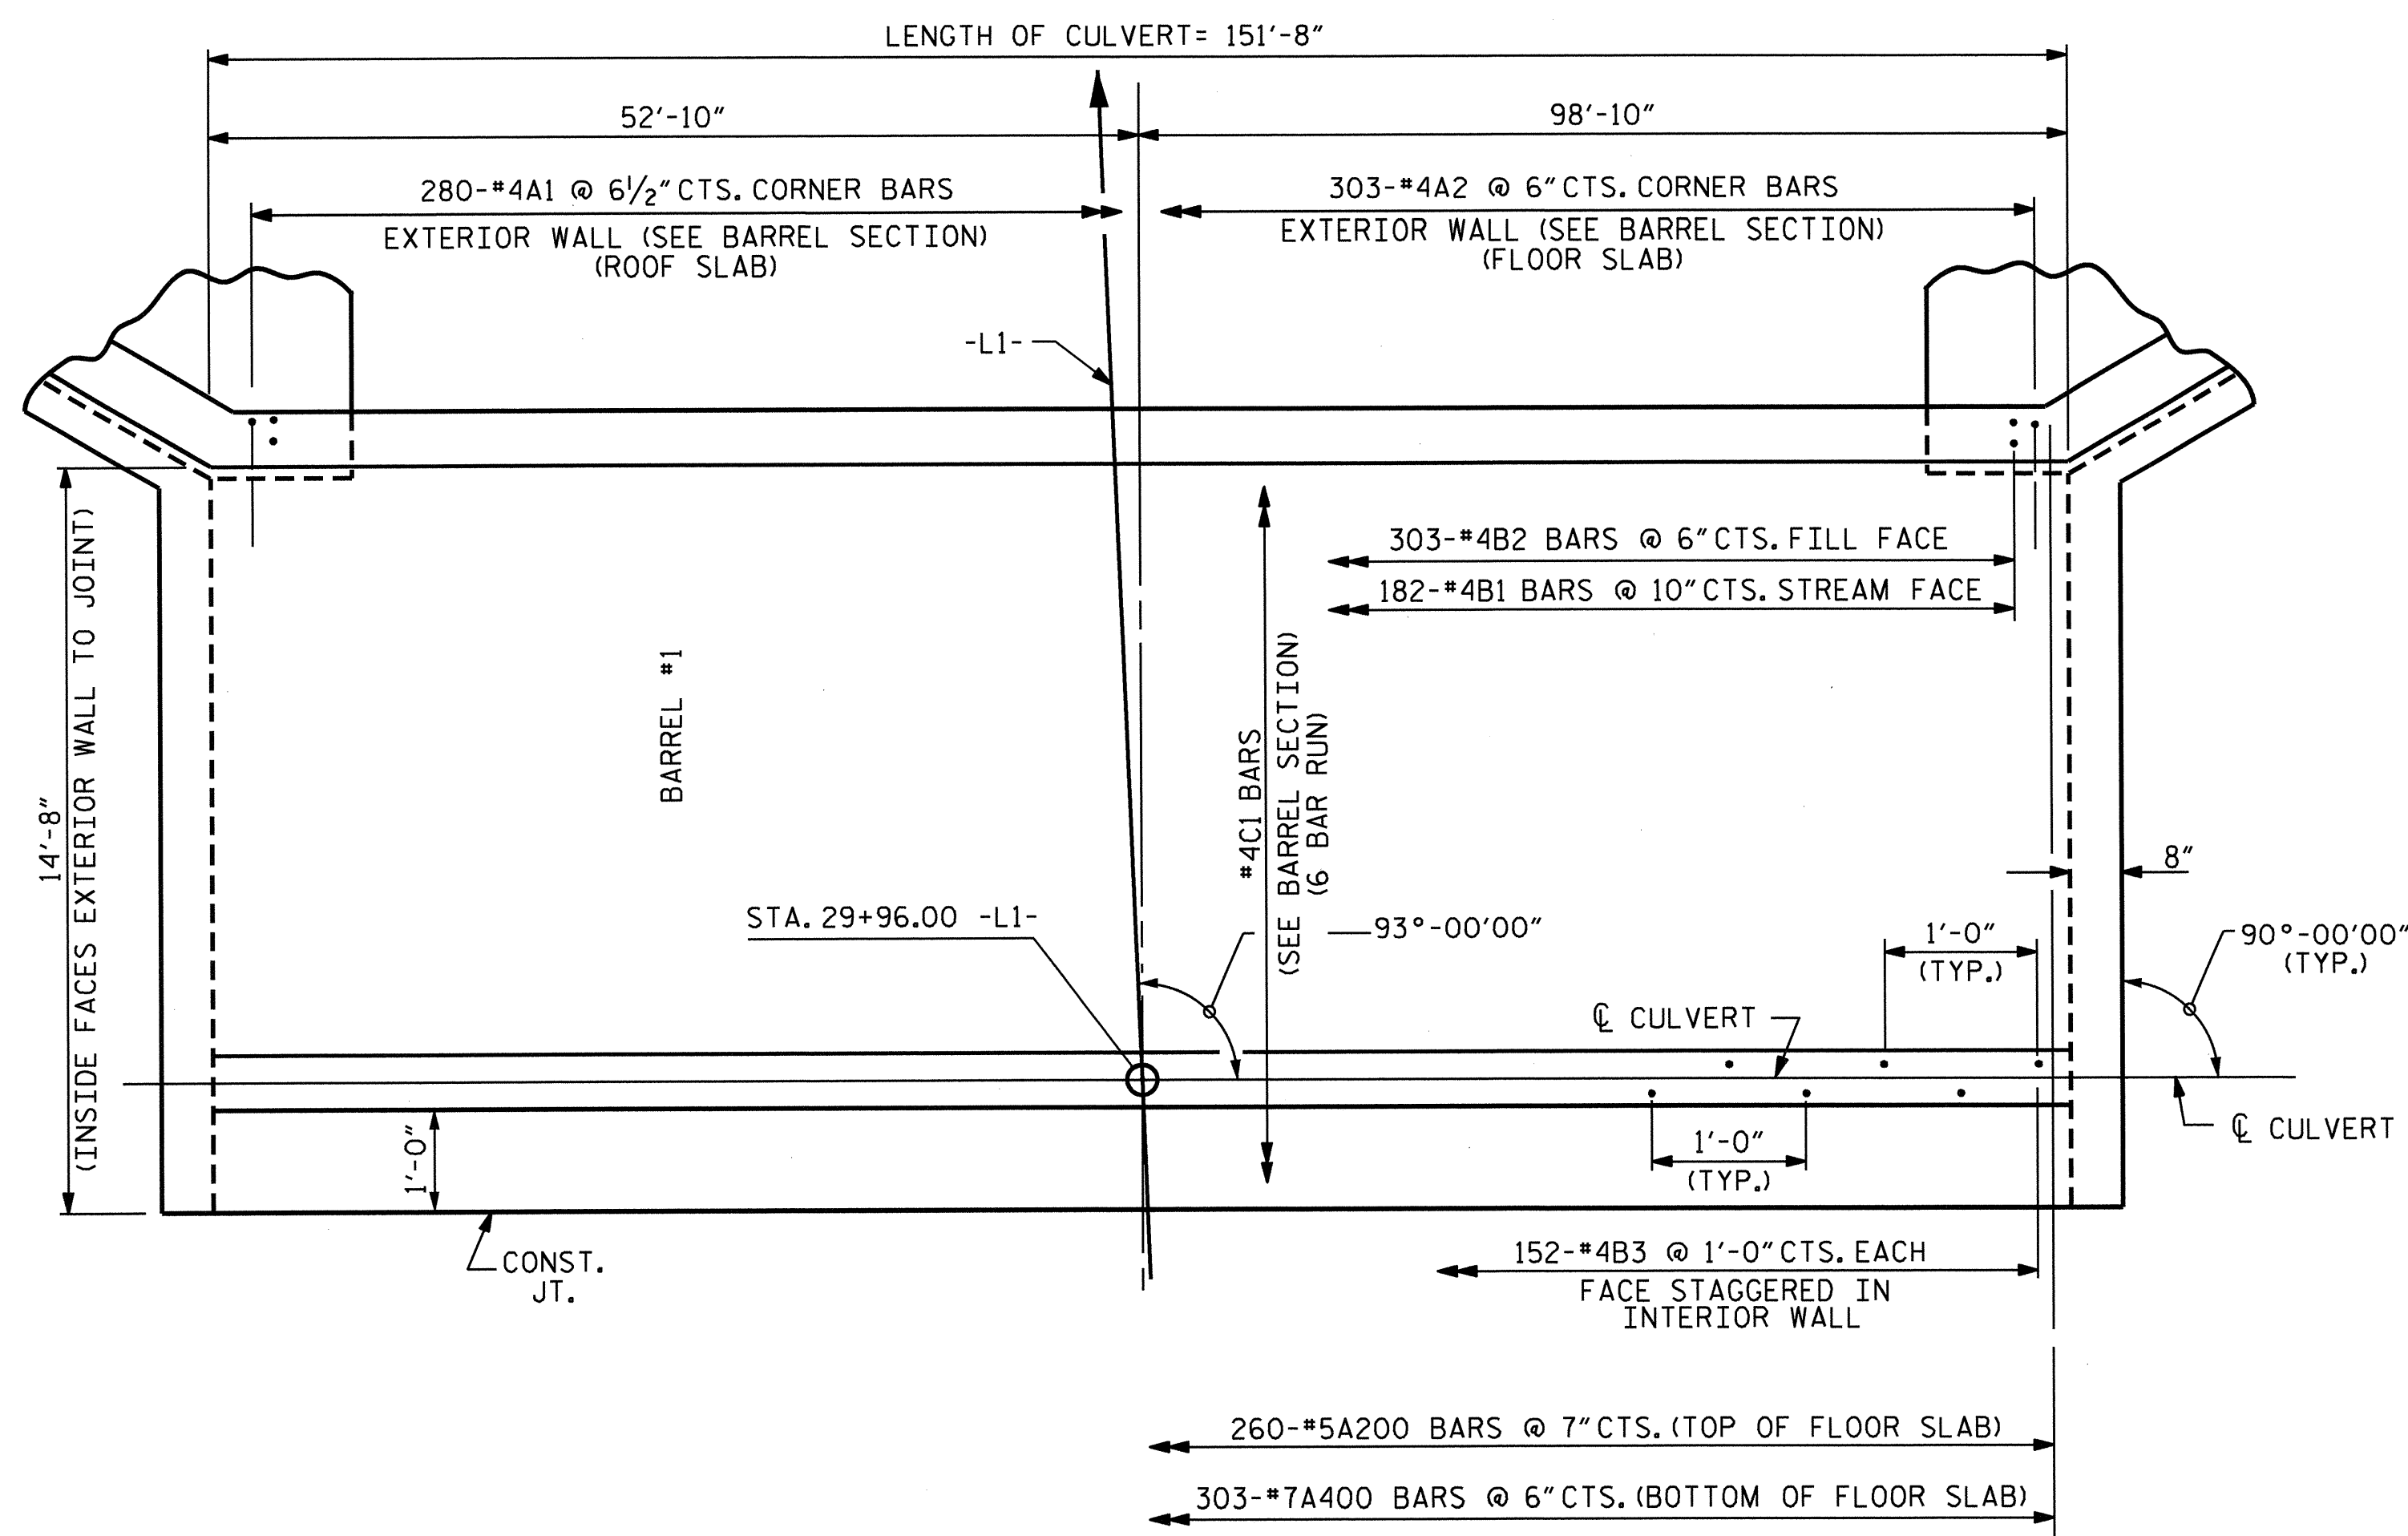 LENGTH OF CULVERT= 151'-8"
52'-10"
98'-10"
280-#4A1 @ 6½" CTS. CORNER BARS
EXTERIOR WALL (SEE BARREL SECTION)
(ROOF SLAB)
303-#4A2 @ 6" CTS. CORNER BARS
EXTERIOR WALL (SEE BARREL SECTION)
(FLOOR SLAB)
-L1-
303-#4B2 BARS @ 6" CTS. FILL FACE
182-#4B1 BARS @ 10" CTS. STREAM FACE
14'-8"
(INSIDE FACES EXTERIOR WALL TO JOINT)
BARREL #1
#4C1 BARS
(SEE BARREL SECTION)
(6 BAR RUN)
8"
STA. 29+96.00 -L1-
93°-00'00"
1'-0"
(TYP.)
90°-00'00"
(TYP.)
℄ CULVERT
℄ CULVERT
1'-0"
1'-0"
(TYP.)
CONST.
JT.
152-#4B3 @ 1'-0" CTS. EACH
FACE STAGGERED IN
INTERIOR WALL
260-#5A200 BARS @ 7" CTS. (TOP OF FLOOR SLAB)
303-#7A400 BARS @ 6" CTS. (BOTTOM OF FLOOR SLAB)